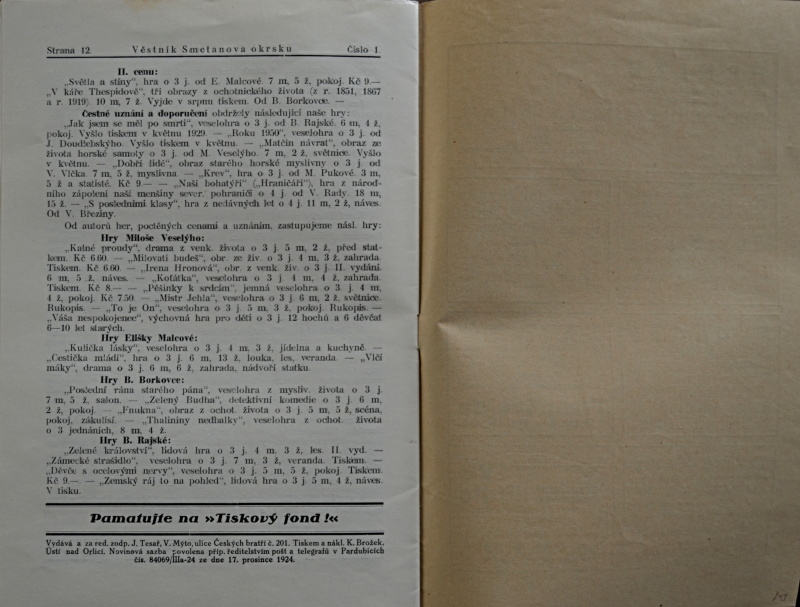 Strana 12. Věstník Smetanova okrsku Číslo 1.
II. cenu:
„Světla a stíny", hra o 3 j. od E. Malcové. 7 m, 5 ž, pokoj. Kč 9.—
„V káře Thespidově", tři obrazy z ochotnického života (z r. 1851, 1867
a r. 1919). 10 m, 7 ž. Vyjde v srpnu tiskem. Od B. Borkovce. —
Čestné uznání a doporučení obdržely následující naše hry:
„Jak jsem se měl po smrti", veselohra o 3 j. od B. Rajské. 6 m, 4 ž,
pokoj. Vyšlo tiskem v květnu 1929. — „Roku 1950", veselohra o 3 j. od
J. Doudlebského. Vyšlo tiskem v květnu. — „Matčin návrat", obraz ze
života horské samoty o 3 j. od M. Veselýho. 7 m, 2 ž, světnice. Vyšlo
v květnu. — „Dobří lidé", obraz starého horské myslivny o 3 j. od
V. Vlčka. 7 m, 5 ž, myslivna. — „Krev", hra o 3 j. od M. Pukové. 3 m,
5 ž a statisté. Kč 9.— — „Naši bohatýři" („Hraničáři"), hra z národ-
ního zápolení naší menšiny sever. pohraničí o 4 j. od V. Rady. 18 m,
15 ž. — „S posledními klasy", hra z nedávných let o 4 j. 11 m, 2 ž, náves.
Od V. Březiny.
Od autorů her, poctěných cenami a uznáním, zastupujeme násl. hry:
Hry Miloše Veselýho:
„Kalné proudy", drama z venk. života o 3 j. 5 m, 2 ž, před stat-
kem. Kč 6.60. — „Milovati budeš", obr. ze živ. o 3 j. 4 m, 3 ž, zahrada.
Tiskem. Kč 6.60. — „Irena Hronová", obr. z venk. živ. o 3 j. II. vydání.
6 m, 5 ž. náves. — „Koťátka", veselohra o 3 j. 4 m, 4 ž, zahrada.
Tiskem. Kč 8.— — „Pěšinky k srdcím", jemná veselohra o 3. j. 4 m,
4 ž, pokoj. Kč 7.50. — „Mistr Jehla", veselohra o 3 j. 6 m, 2 ž, světnice.
Rukopis. — „To je On", veselohra o 3 j. 5 m, 3 ž, pokoj. Rukopis. —
„Váša nespokojenec", výchovná hra pro děti o 3 j. 12 hochů a 6 děvčat
6—10 let starých.
Hry Elišky Malcové:
„Kulička lásky", veselohra o 3 j. 4 m, 3 ž, jídelna a kuchyně. —
„Cestička mládí", hra o 3 j. 6 m, 13 ž, louka, les, veranda. — „Vlčí
máky", drama o 3 j. 6 m, 6 ž, zahrada, nádvoří statku.
Hry B. Borkovce:
„Poslední rána starého pána", veselohra z mysliv. života o 3 j.
7 m, 5 ž, salon. — „Zelený Budha", detektivní komedie o 3 j. 6 m,
2 ž, pokoj. — „Fnukna", obraz z ochot. života o 3 j. 5 m, 5 ž, scéna,
pokoj, zákulisí. — „Thalininy nedbalky", veselohra z ochot. života
o 3 jednáních, 8 m, 4 ž.
Hry B. Rajské:
„Zelené království", lidová hra o 3 j. 4 m. 3 ž, les. II. vyd. —
„Zámecké strašidlo", veselohra o 3 j. 7 m, 3 ž, veranda. Tiskem. —
„Děvče s ocelovými nervy", veselohra o 3 j. 5 m, 5 ž, pokoj. Tiskem.
Kč 9.—. — „Zemský ráj to na pohled", lidová hra o 3 j. 5 m, 4 ž, náves.
V tisku.
Pamatujte na »Tiskový fond!«
Vydává a za red. zodp. J. Tesař, V. Mýto, ulice Českých bratří č. 201. Tiskem a nákl. K. Brožek,
Ústí nad Orlicí. Novinová sazba povolena příp. ředitelstvím pošt a telegrafů v Pardubicích
čís. 84069/IIIa-24 ze dne 17. prosince 1924.